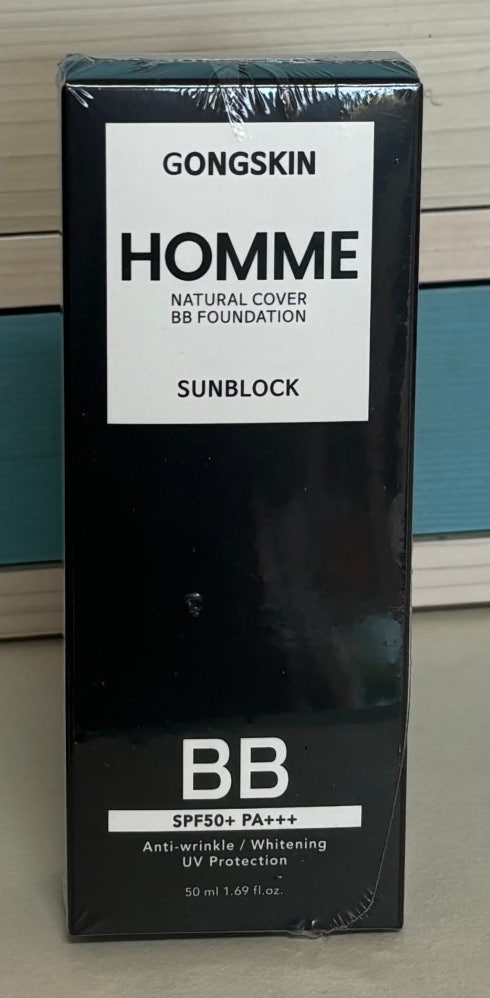 GONGSKIN
HOMME
NATURAL COVER
BB FOUNDATION
SUNBLOCK
BB
SPF50+ PA+++
Anti-wrinkle / Whitening
UV Protection
50 ml 1.69 fl.oz.